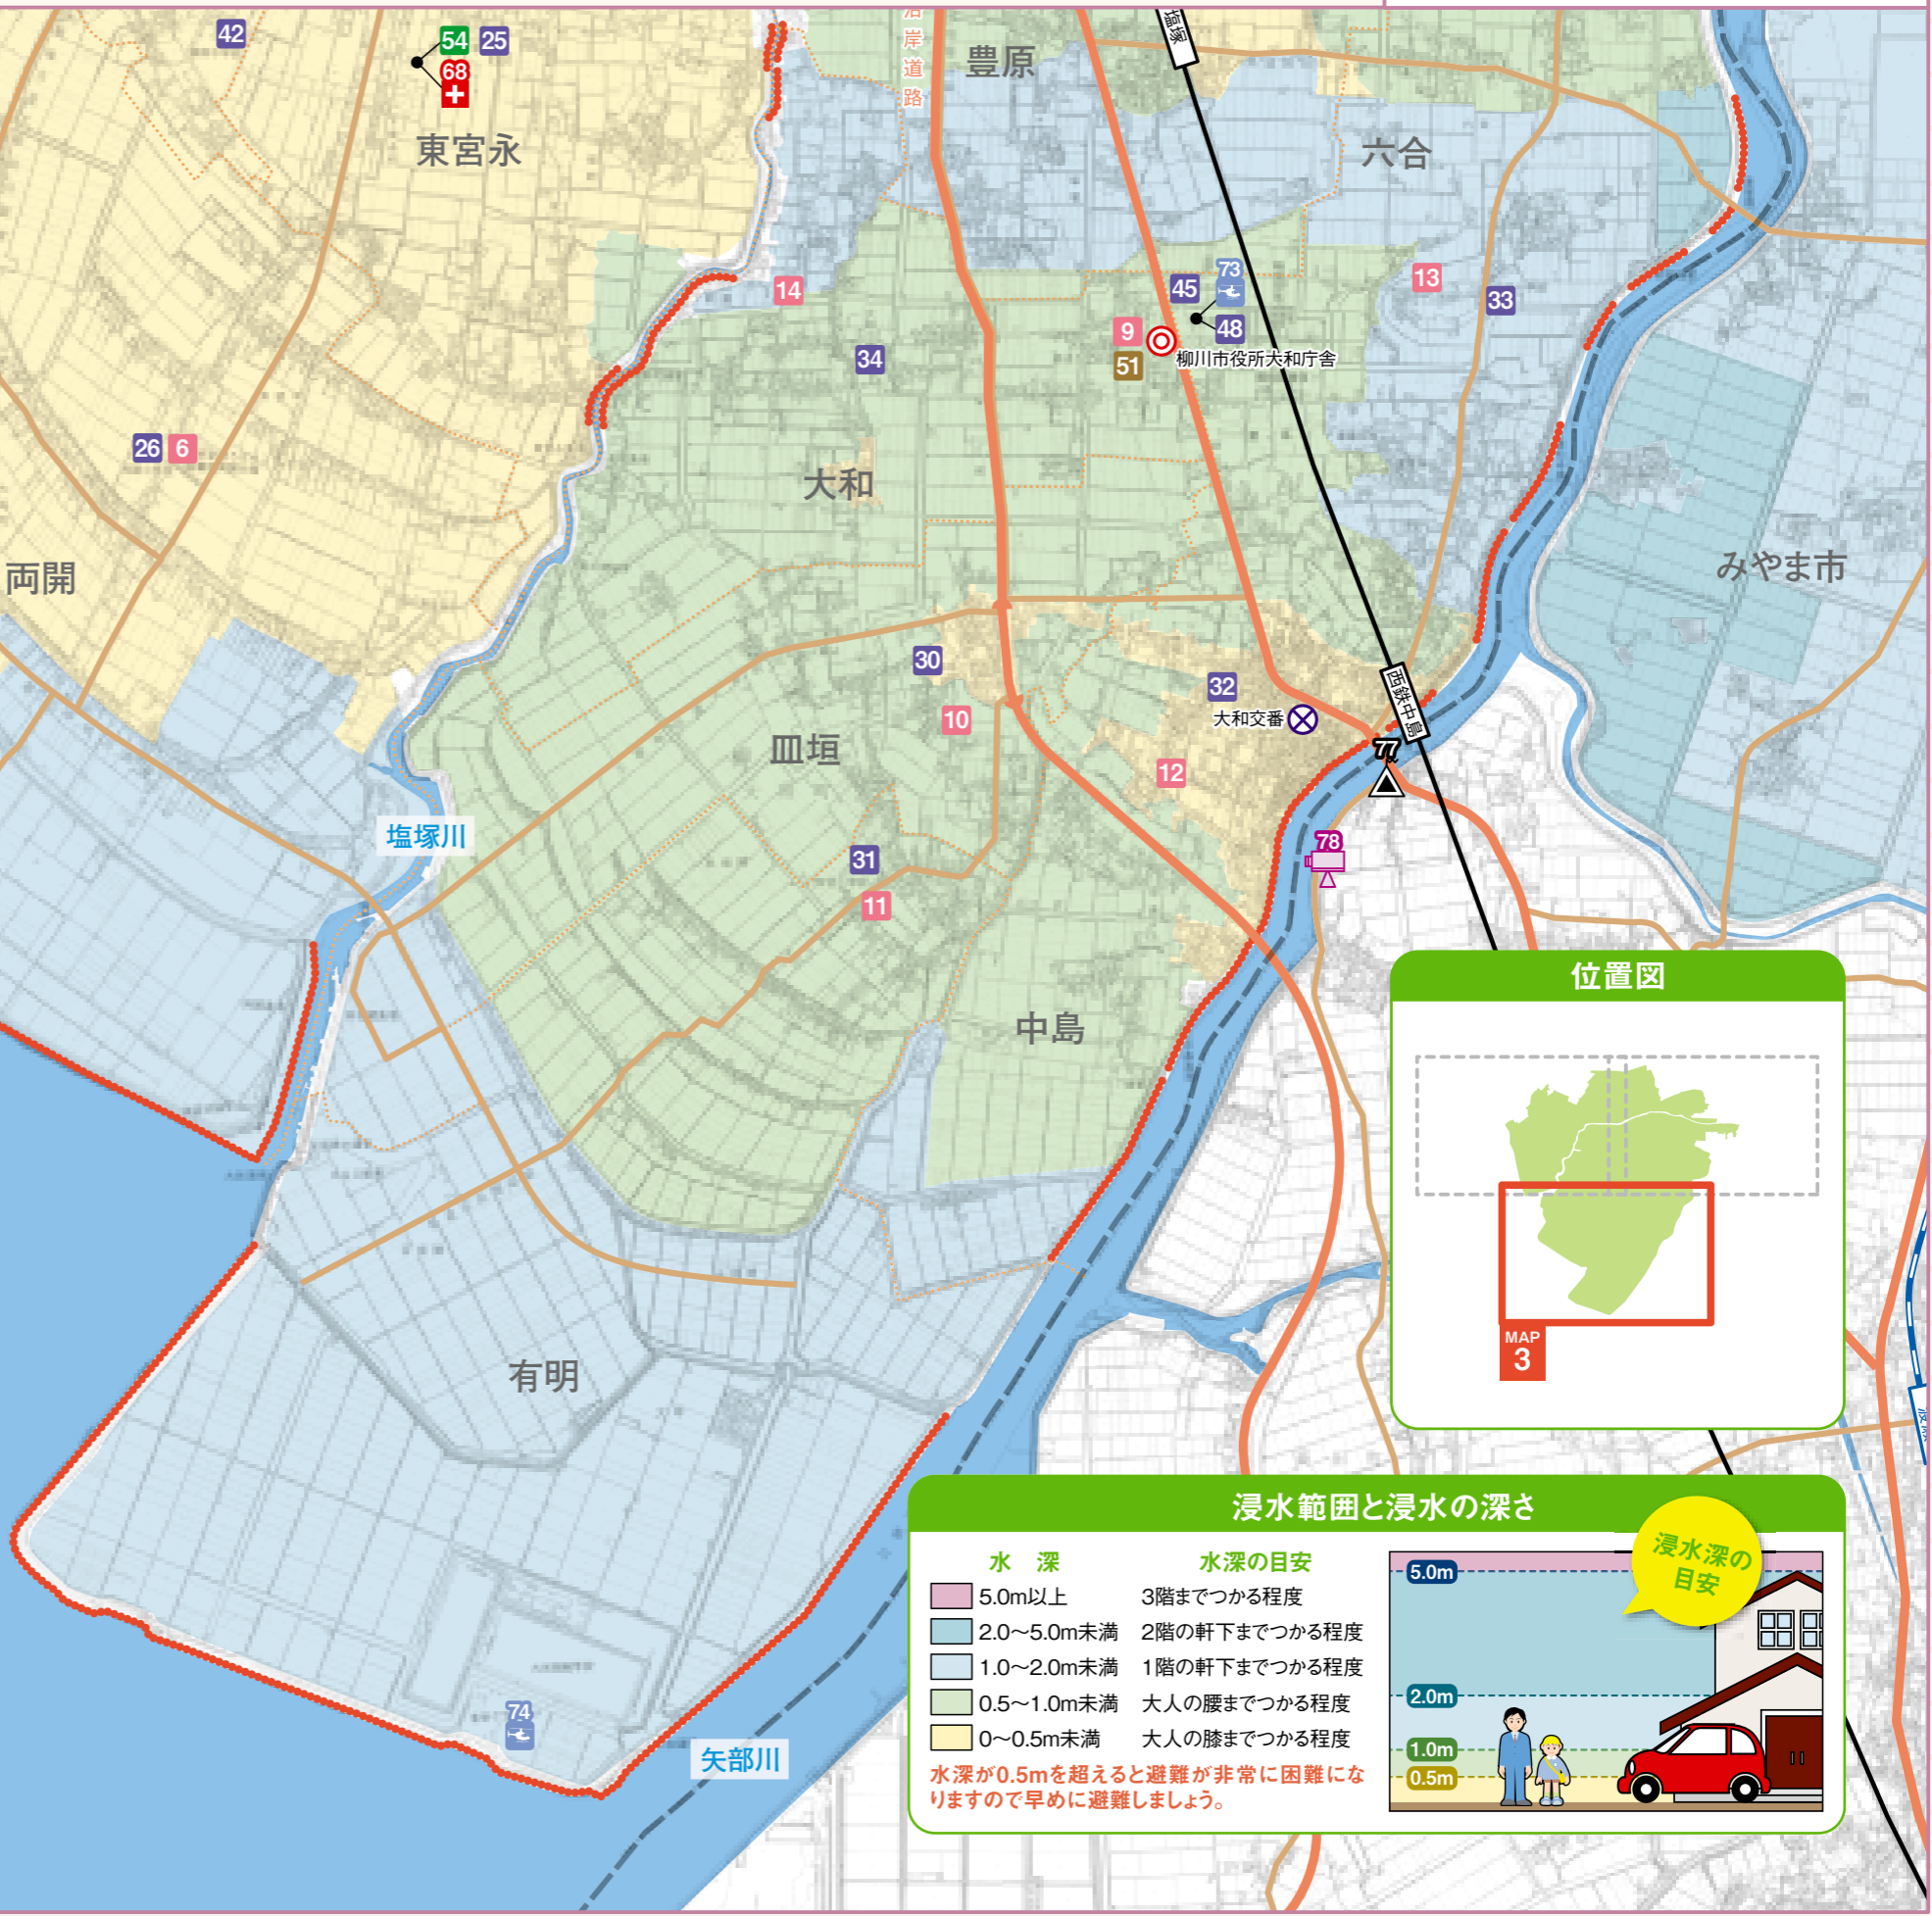 42
54
25
68
東宮永
沿岸道路
豊原
塩塚
六合
14
13
33
73
45
48
9
51
柳川市役所大和庁舎
34
26
6
大和
両開
みやま市
30
32
西鉄中島
10
大和交番
77
皿垣
12
塩塚川
78
31
11
中島
位置図
MAP
3
有明
74
矢部川
浸水範囲と浸水の深さ
水 深 水深の目安
5.0m以上 3階までつかる程度
2.0〜5.0m未満 2階の軒下までつかる程度
1.0〜2.0m未満 1階の軒下までつかる程度
0.5〜1.0m未満 大人の腰までつかる程度
0〜0.5m未満 大人の膝までつかる程度
水深が0.5mを超えると避難が非常に困難にな
りますので早めに避難しましょう。
浸水深の
目安
5.0m
2.0m
1.0m
0.5m